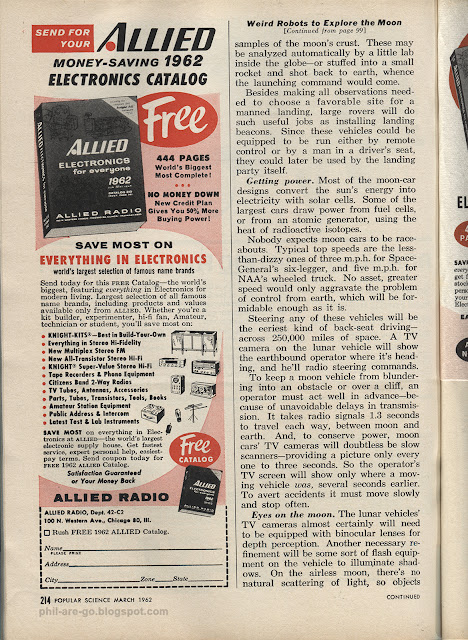 SEND FOR
YOUR
ALLIED
MONEY-SAVING 1962
ELECTRONICS CATALOG
ALLIED
ELECTRONICS
for everyone
1962
ALLIED RADIO
ALLIED RADIO
Free
444 PAGES
World's Biggest
Most Complete!
NO MONEY DOWN
New Credit Plan
Gives You 50% More
Buying Power!
SAVE MOST ON
EVERYTHING IN ELECTRONICS
world's largest selection of famous name brands
Send today for this FREE Catalog—the world's
biggest, featuring everything in Electronics for
modern living. Largest selection of all famous
name brands, including products and values
available only from ALLIED. Whether you're a
kit builder, experimenter, hi-fi fan, Amateur,
technician or student, you'll save most on:
• KNIGHT-KITS®—Best in Build-Your-Own
• Everything in Stereo Hi-Fidelity
• New Multiplex Stereo FM
• New All-Transistor Stereo Hi-Fi
• KNIGHT® Super-Value Stereo Hi-Fi
• Tape Recorders & Phono Equipment
• Citizens Band 2-Way Radios
• TV Tubes, Antennas, Accessories
• Parts, Tubes, Transistors, Tools, Books
• Amateur Station Equipment
• Public Address & Intercom
• Latest Test & Lab Instruments
SAVE MOST on everything in Elec-
tronics at ALLIED—the world's largest
electronic supply house. Get fastest
service, expert personal help, easiest-
pay terms. Send coupon today for
FREE 1962 ALLIED Catalog.
Satisfaction Guaranteed
or Your Money Back
Free
CATALOG
ALLIED RADIO
ALLIED RADIO, Dept. 42-C2
100 N. Western Ave., Chicago 80, Ill.
Rush FREE 1962 ALLIED Catalog.
Name
PLEASE PRINT
Address
City Zone State
214 POPULAR SCIENCE MARCH 1962
phil-are-go.blogspot.com
Weird Robots to Explore the Moon
[Continued from page 99]
samples of the moon's crust. These may
be analyzed automatically by a little lab
inside the globe—or stuffed into a small
rocket and shot back to earth, whence
the launching command would come.
Besides making all observations need-
ed to choose a favorable site for a
manned landing, large rovers will do
such useful jobs as installing landing
beacons. Since these vehicles could be
equipped to be run either by remote
control or by a man in a driver's seat,
they could later be used by the landing
party itself.
Getting power. Most of the moon-car
designs convert the sun's energy into
electricity with solar cells. Some of the
largest cars draw power from fuel cells,
or from an atomic generator, using the
heat of radioactive isotopes.
Nobody expects moon cars to be race-
abouts. Typical top speeds are the less-
than-dizzy ones of three m.p.h. for Space-
General's six-legger, and five m.p.h. for
NAA's wheeled truck. No asset, greater
speed would only aggravate the problem
of control from earth, which will be for-
midable enough as it is.
Steering any of these vehicles will be
the eeriest kind of back-seat driving—
across 250,000 miles of space. A TV
camera on the lunar vehicle will show
the earthbound operator where it's head-
ing, and he'll radio steering commands.
To keep a moon vehicle from blunder-
ing into an obstacle or over a cliff, an
operator must act well in advance—be-
cause of unavoidable delays in transmis-
sion. It takes radio signals 1.3 seconds
to travel each way, between moon and
earth. And, to conserve power, moon
cars' TV cameras will doubtless be slow
scanners—providing a picture only every
one to three seconds. So the operator's
TV screen will show only where a mov-
ing vehicle was, several seconds earlier.
To avert accidents it must move slowly
and stop often.
Eyes on the moon. The lunar vehicles'
TV cameras almost certainly will need
to be equipped with binocular lenses for
depth perception. Another necessary re-
finement will be some sort of flash equip-
ment on the vehicle to illuminate shad-
ows. On the airless moon, there's no
natural scattering of light, so objects
CONTINUED